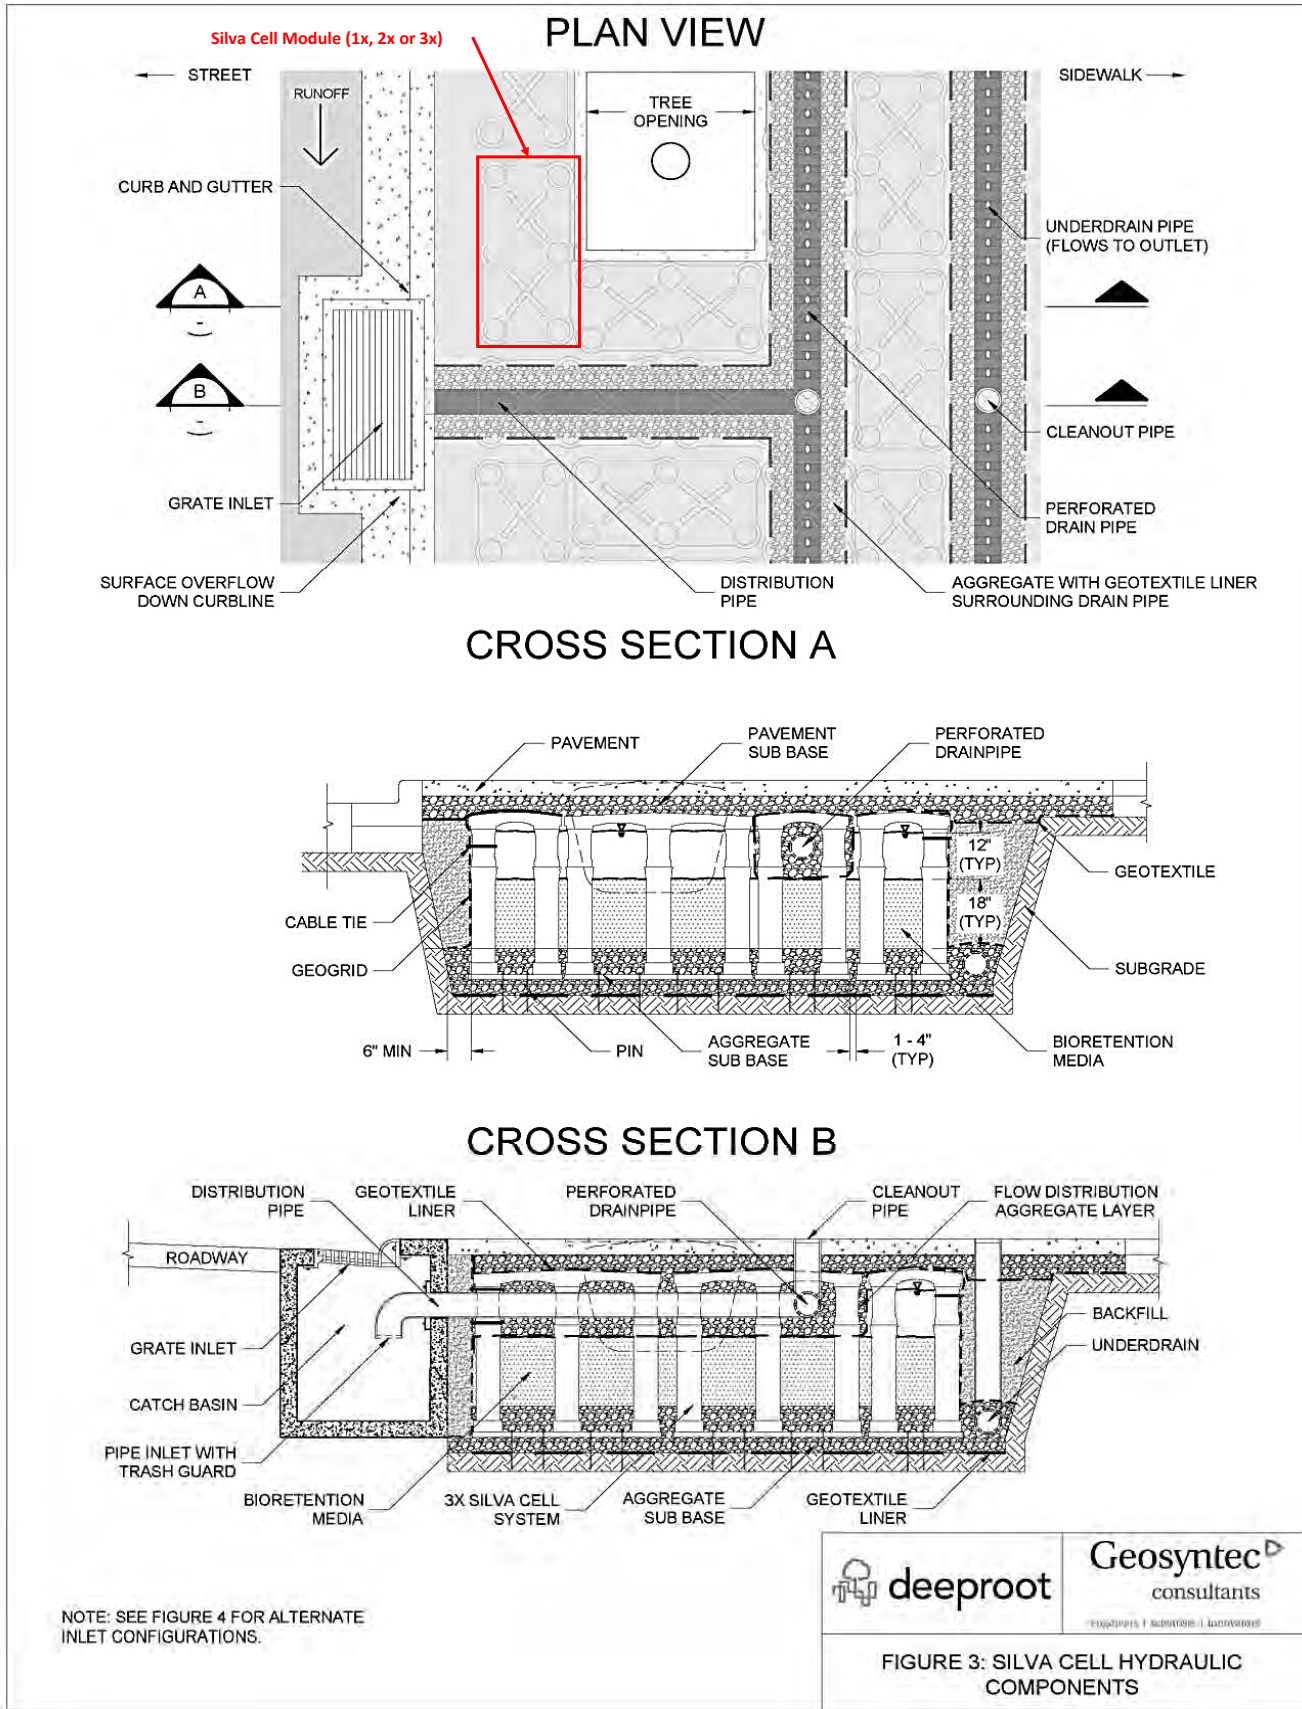 PLAN VIEW
Silva Cell Module (1x, 2x or 3x)
STREET
SIDEWALK
RUNOFF
TREE
OPENING
CURB AND GUTTER
UNDERDRAIN PIPE
(FLOWS TO OUTLET)
A
-
B
-
CLEANOUT PIPE
GRATE INLET
PERFORATED
DRAIN PIPE
SURFACE OVERFLOW
DOWN CURBLINE
DISTRIBUTION
PIPE
AGGREGATE WITH GEOTEXTILE LINER
SURROUNDING DRAIN PIPE
CROSS SECTION A
PAVEMENT
PAVEMENT
SUB BASE
PERFORATED
DRAINPIPE
12"
(TYP)
GEOTEXTILE
18"
(TYP)
CABLE TIE
GEOGRID
SUBGRADE
6" MIN
PIN
AGGREGATE
SUB BASE
1 - 4"
(TYP)
BIORETENTION
MEDIA
CROSS SECTION B
DISTRIBUTION
PIPE
GEOTEXTILE
LINER
PERFORATED
DRAINPIPE
CLEANOUT
PIPE
FLOW DISTRIBUTION
AGGREGATE LAYER
ROADWAY
BACKFILL
GRATE INLET
UNDERDRAIN
CATCH BASIN
PIPE INLET WITH
TRASH GUARD
BIORETENTION
MEDIA
3X SILVA CELL
SYSTEM
AGGREGATE
SUB BASE
GEOTEXTILE
LINER
deeproot
Geosyntec
consultants
engineers | scientists | innovators
NOTE: SEE FIGURE 4 FOR ALTERNATE
INLET CONFIGURATIONS.
FIGURE 3: SILVA CELL HYDRAULIC
COMPONENTS